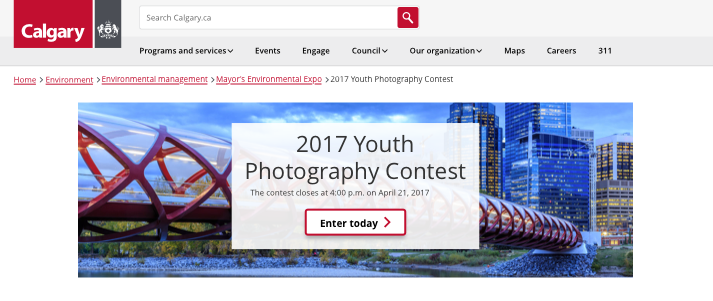 Calgary
Search Calgary.ca
Programs and services Events Engage Council Our organization Maps Careers 311
Home Environment Environmental management Mayor's Environmental Expo 2017 Youth Photography Contest
2017 Youth
Photography Contest
The contest closes at 4:00 p.m. on April 21, 2017
Enter today